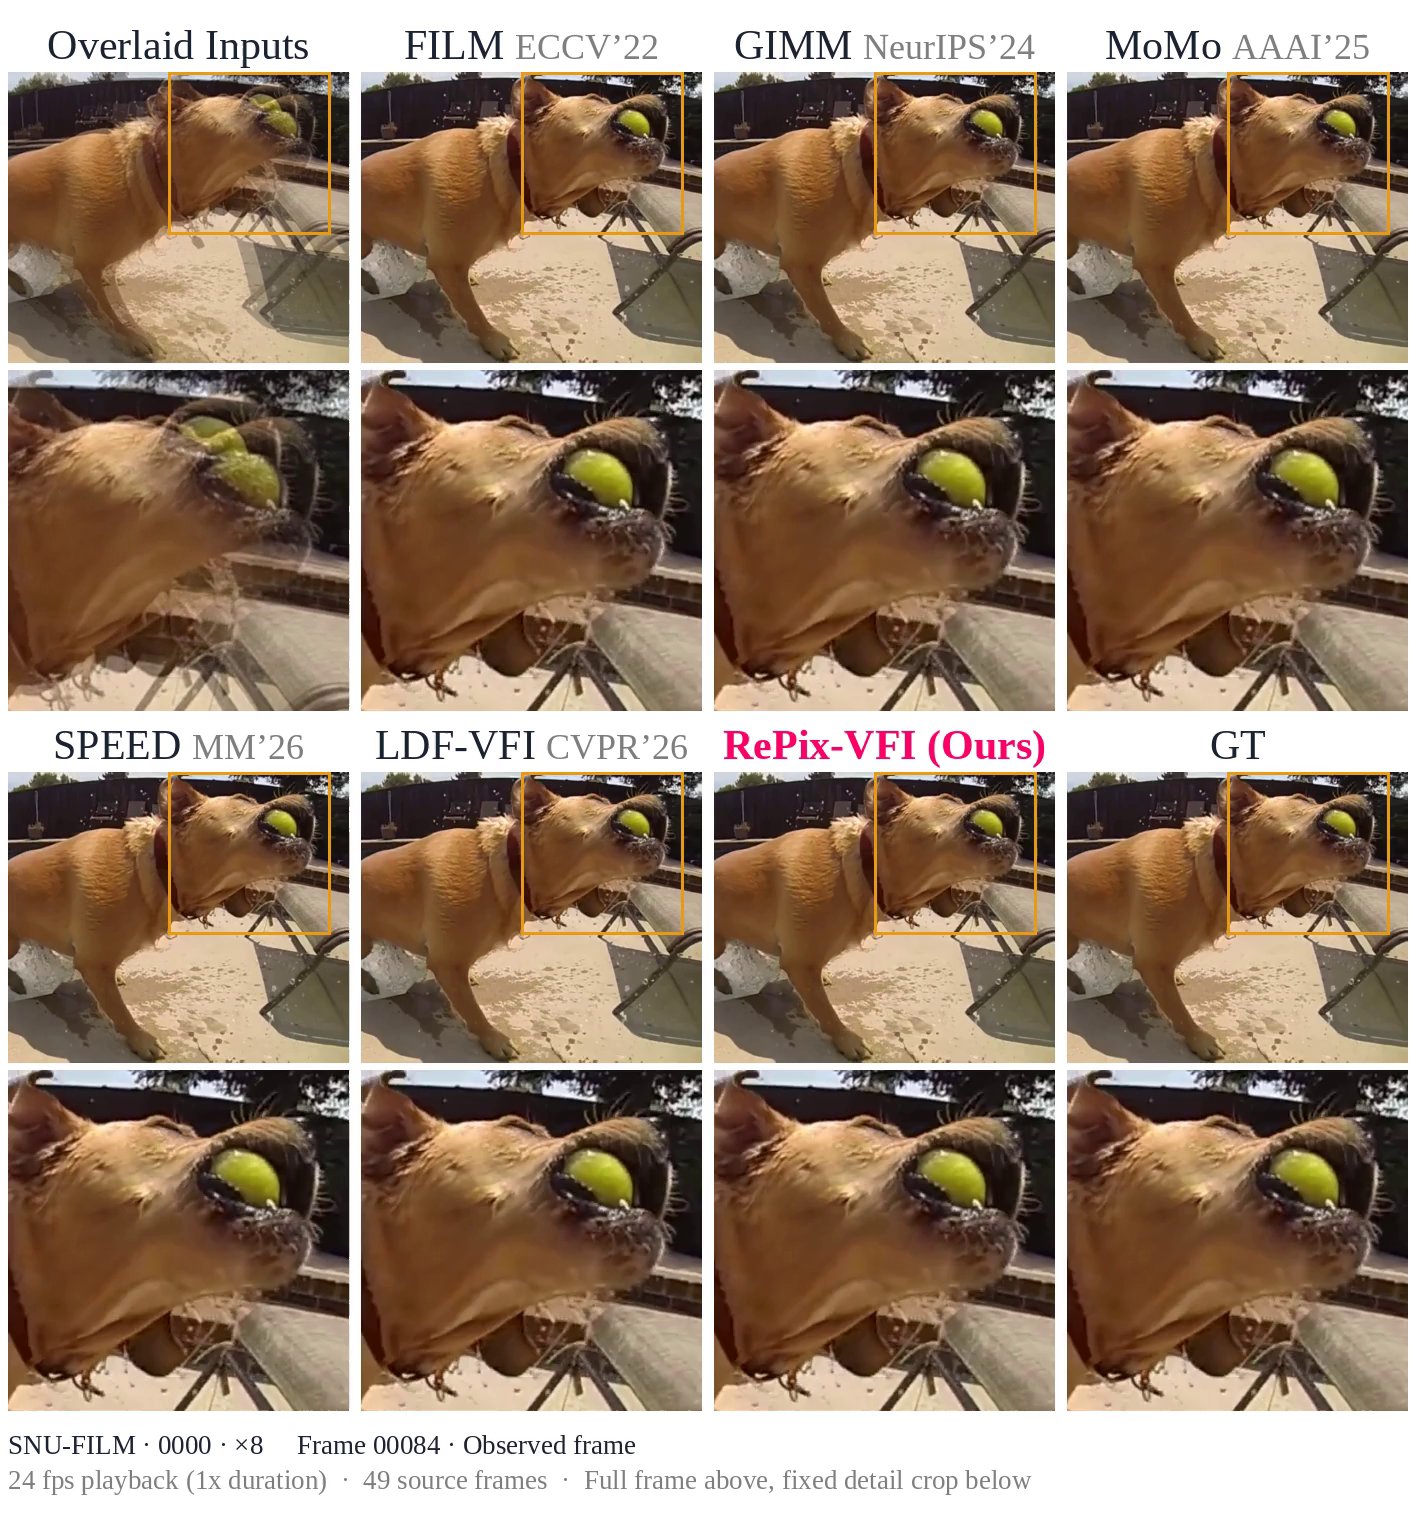 Overlaid Inputs FILM ECCV’22 GIMM NeurIPS’24 MoMo AAAI’25
SPEED MM’26 LDF-VFI CVPR’26 RePix-VFI (Ours) GT
SNU-FILM · 0000 · ×8 Frame 00084 · Observed frame
24 fps playback (1x duration) · 49 source frames · Full frame above, fixed detail crop below